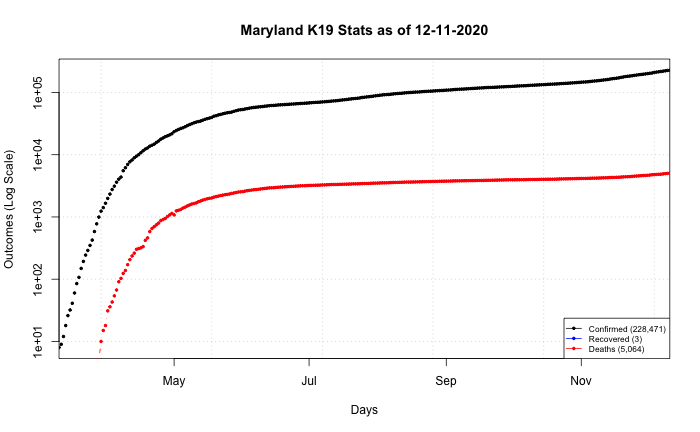 Maryland K19 Stats as of 12-11-2020
Outcomes (Log Scale)
1e+05
1e+04
1e+03
1e+02
1e+01
May
Jul
Sep
Nov
Days
Confirmed (228,471)
Recovered (3)
Deaths (5,064)